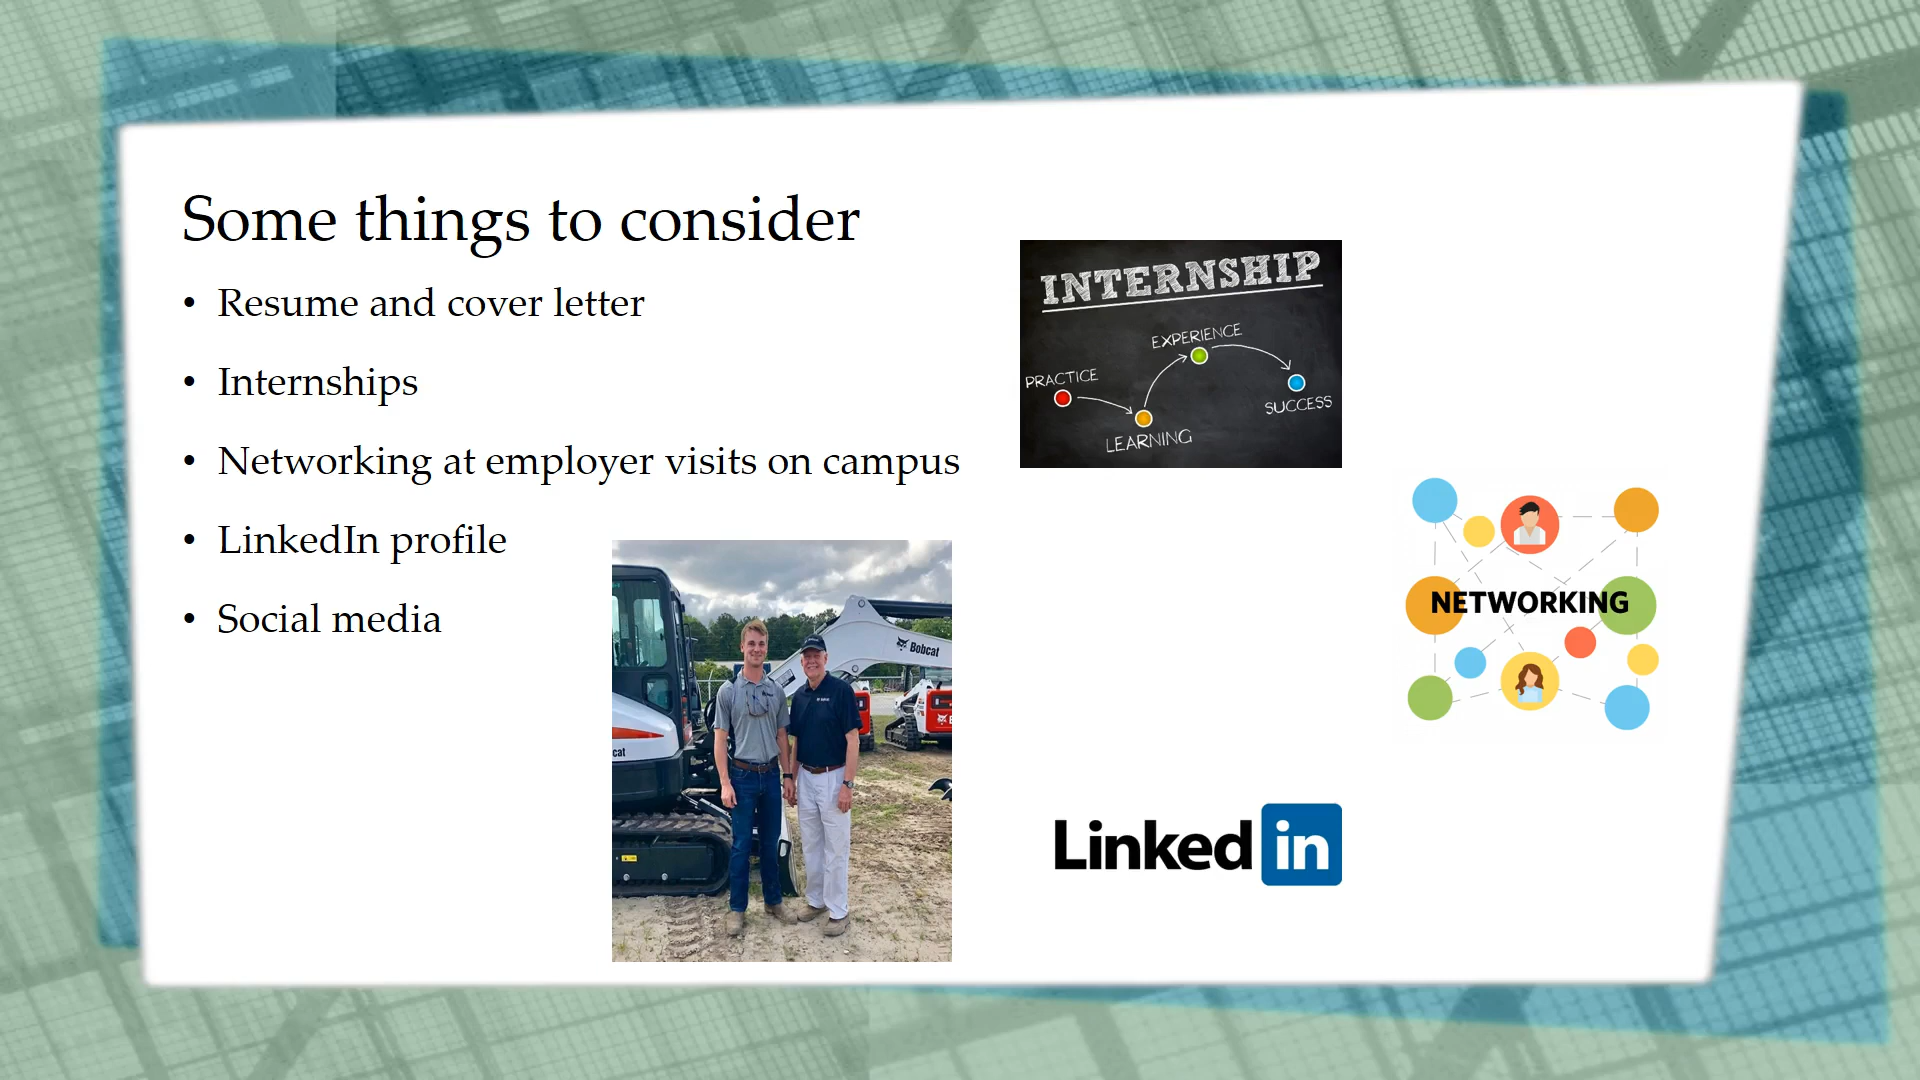 Some things to consider
• Resume and cover letter
• Internships
• Networking at employer visits on campus
• LinkedIn profile
• Social media
INTERNSHIP
EXPERIENCE
PRACTICE
SUCCESS
LEARNING
NETWORKING
Bobcat
cat
Linked in